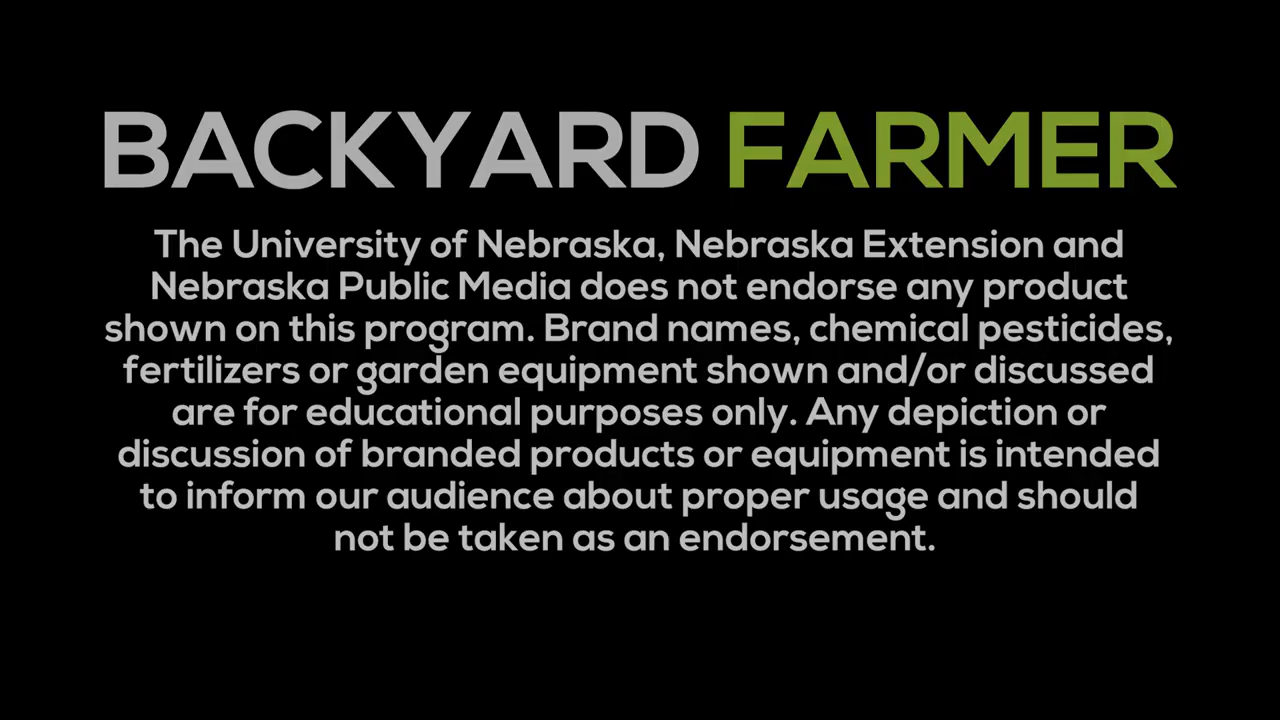 BACKYARD FARMER
The University of Nebraska, Nebraska Extension and
Nebraska Public Media does not endorse any product
shown on this program. Brand names, chemical pesticides,
fertilizers or garden equipment shown and/or discussed
are for educational purposes only. Any depiction or
discussion of branded products or equipment is intended
to inform our audience about proper usage and should
not be taken as an endorsement.